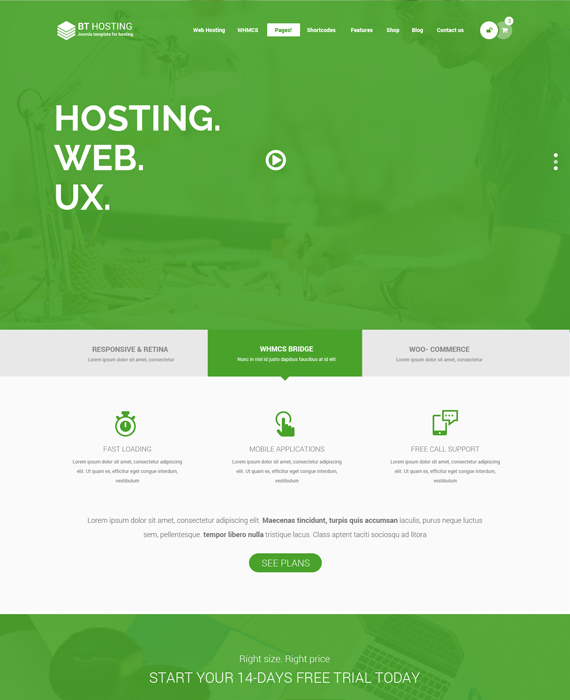 BT HOSTING
Joomla template for hosting
Web Hosting WHMCS Pages! Shortcodes Features Shop Blog Contact us
3
HOSTING.
WEB.
UX.
RESPONSIVE & RETINA
Lorem ipsum dolor sit amet, consectetur
WHMCS BRIDGE
Nunc in nisl id justo dapibus faucibus at id elit
WOO- COMMERCE
Lorem ipsum dolor sit amet, consectetur
FAST LOADING
Lorem ipsum dolor sit amet, consectetur adipiscing
elit. Ut quam ex, efficitur eget comues interdum,
vestibulum
MOBILE APPLICATIONS
Lorem ipsum dolor sit amet, consectetur adipiscing
elit. Ut quam ex, efficitur eget comues interdum,
vestibulum
FREE CALL SUPPORT
Lorem ipsum dolor sit amet, consectetur adipiscing
elit. Ut quam ex, efficitur eget comues interdum,
vestibulum
Lorem ipsum dolor sit amet, consectetur adipiscing elit. Maecenas tincidunt, turpis quis accumsan iaculis, purus neque luctus
sem, pellentesque. tempor libero nulla tristique lacus. Class aptent taciti sociosqu ad litora
SEE PLANS
Right size. Right price
START YOUR 14-DAYS FREE TRIAL TODAY